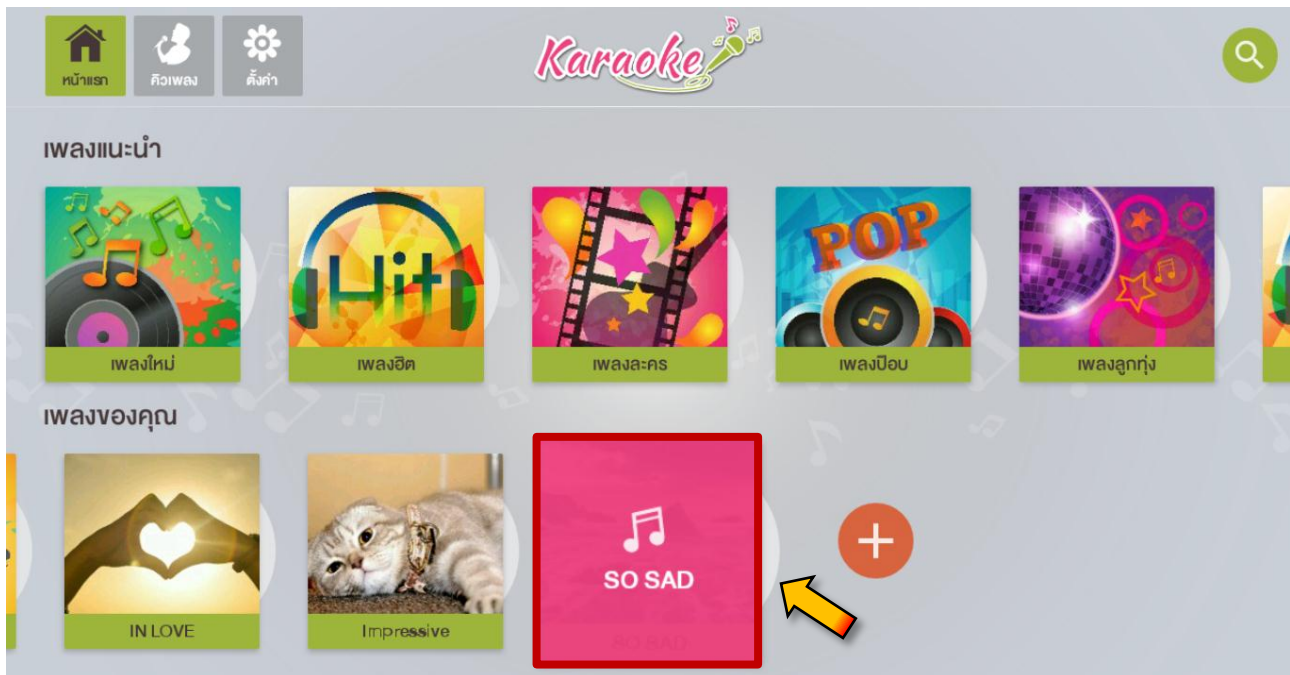 หน้าแรก
คิวเพลง
ตั้งค่า
Karaoke
เพลงแนะนำ
Hit
POP
เพลงใหม่
เพลงฮิต
เพลงละคร
เพลงป๊อบ
เพลงลูกทุ่ง
เพลงของคุณ
SO SAD
IN LOVE
Impressive
SO SAD